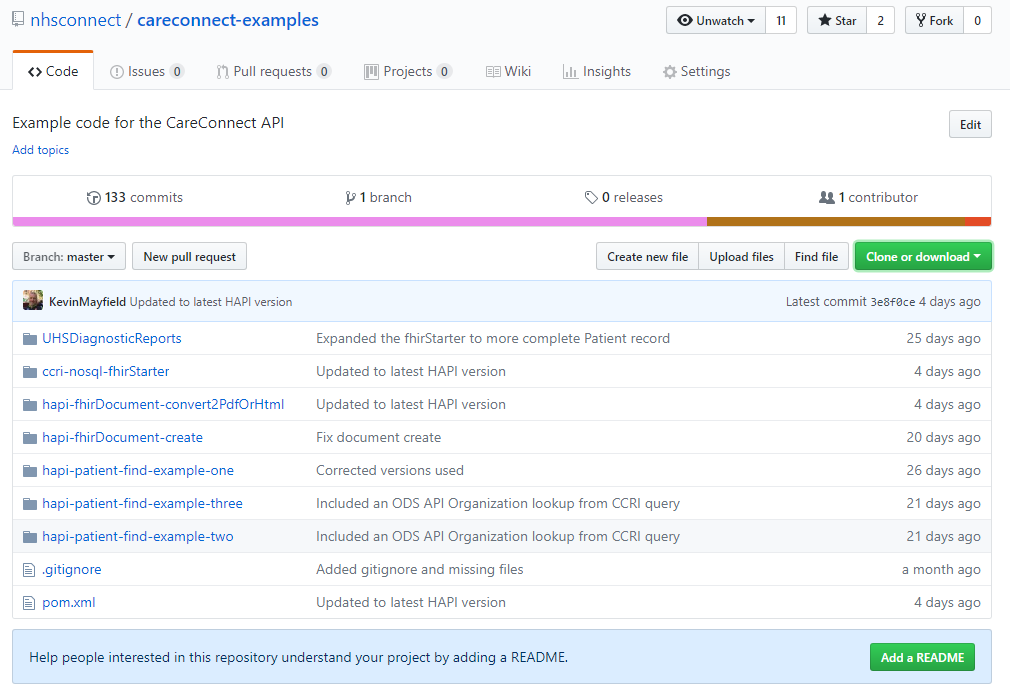 nhsconnect / careconnect-examples Unwatch 11 Star 2 Fork 0
Code Issues 0 Pull requests 0 Projects 0 Wiki Insights Settings
Example code for the CareConnect API Edit
Add topics
133 commits 1 branch 0 releases 1 contributor
Branch: master New pull request Create new file Upload files Find file Clone or download
KevinMayfield Updated to latest HAPI version Latest commit 3e8f0ce 4 days ago
UHSDiagnosticReports Expanded the fhirStarter to more complete Patient record 25 days ago
ccri-nosql-fhirStarter Updated to latest HAPI version 4 days ago
hapi-fhirDocument-convert2PdfOrHtml Updated to latest HAPI version 4 days ago
hapi-fhirDocument-create Fix document create 20 days ago
hapi-patient-find-example-one Corrected versions used 26 days ago
hapi-patient-find-example-three Included an ODS API Organization lookup from CCRI query 21 days ago
hapi-patient-find-example-two Included an ODS API Organization lookup from CCRI query 21 days ago
.gitignore Added gitignore and missing files a month ago
pom.xml Updated to latest HAPI version 4 days ago
Help people interested in this repository understand your project by adding a README. Add a README